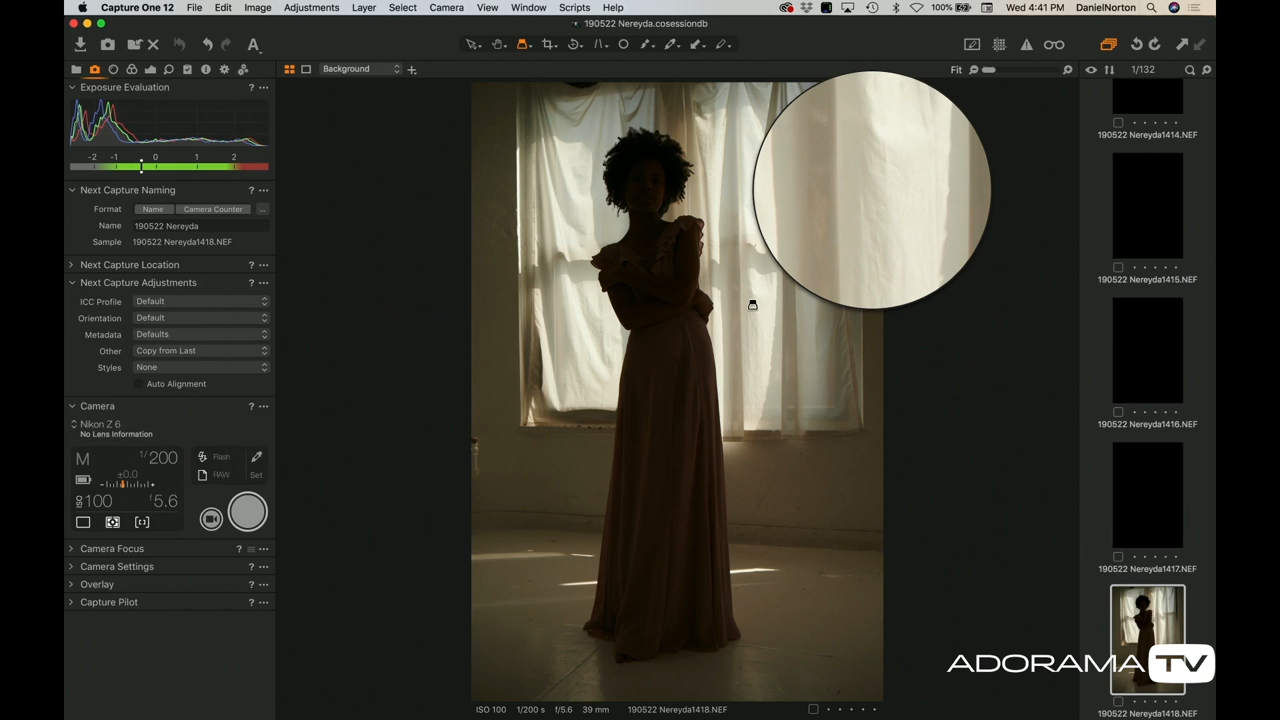 Capture One 12 File Edit Image Adjustments Layer Select Camera View Window Scripts Help 100% Wed 4:41 PM DanielNorton
190522 Nereyda.cosessiondb
Background
Fit
1/132
Exposure Evaluation ?
-2 -1 0 1 2
Next Capture Naming ?
Format Name Camera Counter ...
Name 190522 Nereyda
Sample 190522 Nereyda1418.NEF
Next Capture Location ?
Next Capture Adjustments ?
ICC Profile Default
Orientation Default
Metadata Defaults
Other Copy from Last
Styles None
Auto Alignment
Camera ?
Nikon Z 6
No Lens Information
M 1/200
±0.0
ISO 100 f5.6
Flash
RAW Set
Camera Focus ?
Camera Settings ?
Overlay ?
Capture Pilot ?
ISO 100 1/200 s f/5.6 39 mm 190522 Nereyda1418.NEF
190522 Nereyda1414.NEF
190522 Nereyda1415.NEF
190522 Nereyda1416.NEF
190522 Nereyda1417.NEF
190522 Nereyda1418.NEF
ADORAMA TV